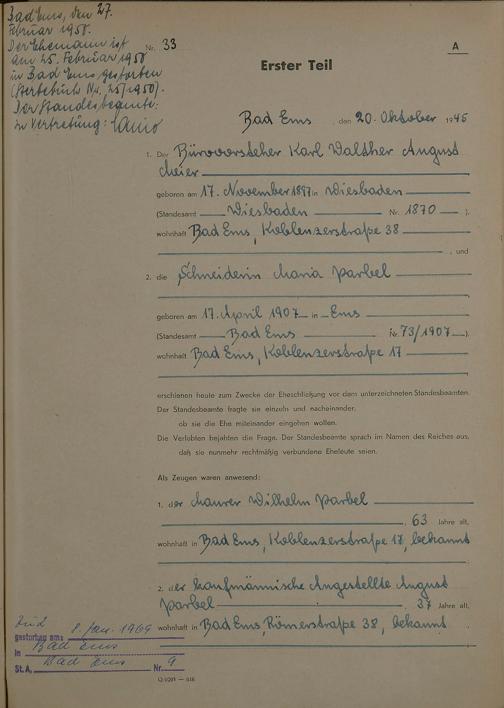 Bad Ems, den 27.
Februar 1950.
Der Ehemann ist
am 25. Februar 1950
in Bad Ems gestorben
(Sterbebuch Nr. 25/1950).
Der Standesbeamte:
in Vertretung:
Nr. 33
A
Erster Teil
Bad Ems den 20. Oktober 1945
1. Der Bürovorsteher Karl Walther August
Meier
geboren am 17. November 1897 in Wiesbaden
(Standesamt Wiesbaden Nr. 1870 ).
wohnhaft Bad Ems, Koblenzerstraße 38
, und
2. die Schneiderin Maria Parbel
geboren am 17. April 1907 in Ems
(Standesamt Bad Ems Nr. 73/1907 ).
wohnhaft Bad Ems, Koblenzerstraße 17
erschienen heute zum Zwecke der Eheschließung vor dem unterzeichneten Standesbeamten.
Der Standesbeamte fragte sie einzeln und nacheinander,
ob sie die Ehe miteinander eingehen wollen.
Die Verlobten bejahten die Frage. Der Standesbeamte sprach im Namen des Reiches aus,
daß sie nunmehr rechtmäßig verbundene Eheleute seien.
Als Zeugen waren anwesend:
1. der Maurer Wilhelm Parbel
, 63 Jahre alt,
wohnhaft in Bad Ems, Koblenzerstraße 17, bekannt
2. der kaufmännische Angestellte August
Parbel 37 Jahre alt,
wohnhaft in Bad Ems, Römerstraße 38, bekannt
gestorben am: 8. Jan. 1969
in Bad Ems
St.A. Bad Ems Nr. 9